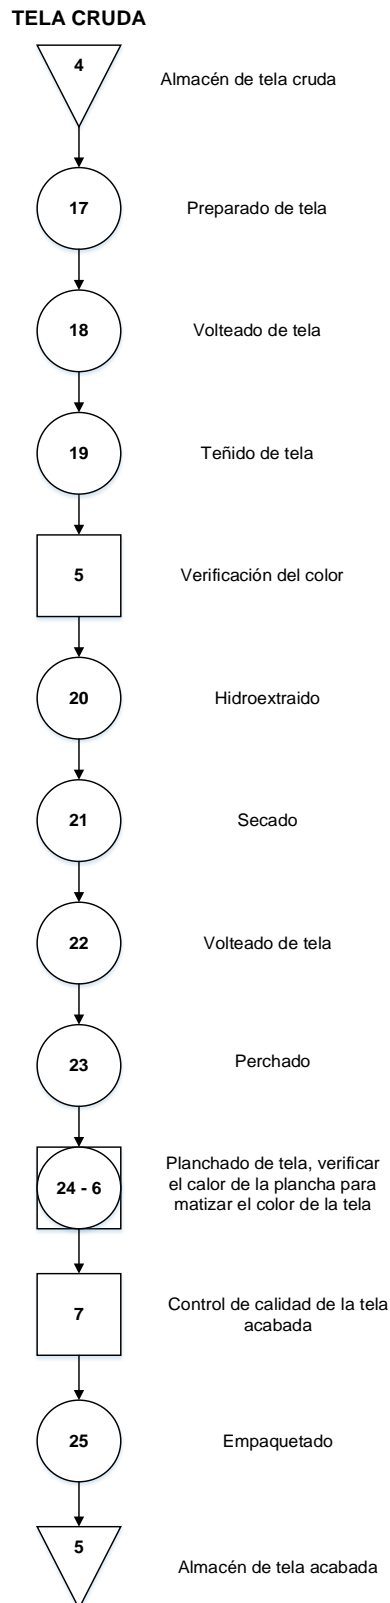 TELA CRUDA
4
Almacén de tela cruda
17
Preparado de tela
18
Volteado de tela
19
Teñido de tela
5
Verificación del color
20
Hidroextraido
21
Secado
22
Volteado de tela
23
Perchado
24 - 6
Planchado de tela, verificar
el calor de la plancha para
matizar el color de la tela
7
Control de calidad de la tela
acabada
25
Empaquetado
5
Almacén de tela acabada